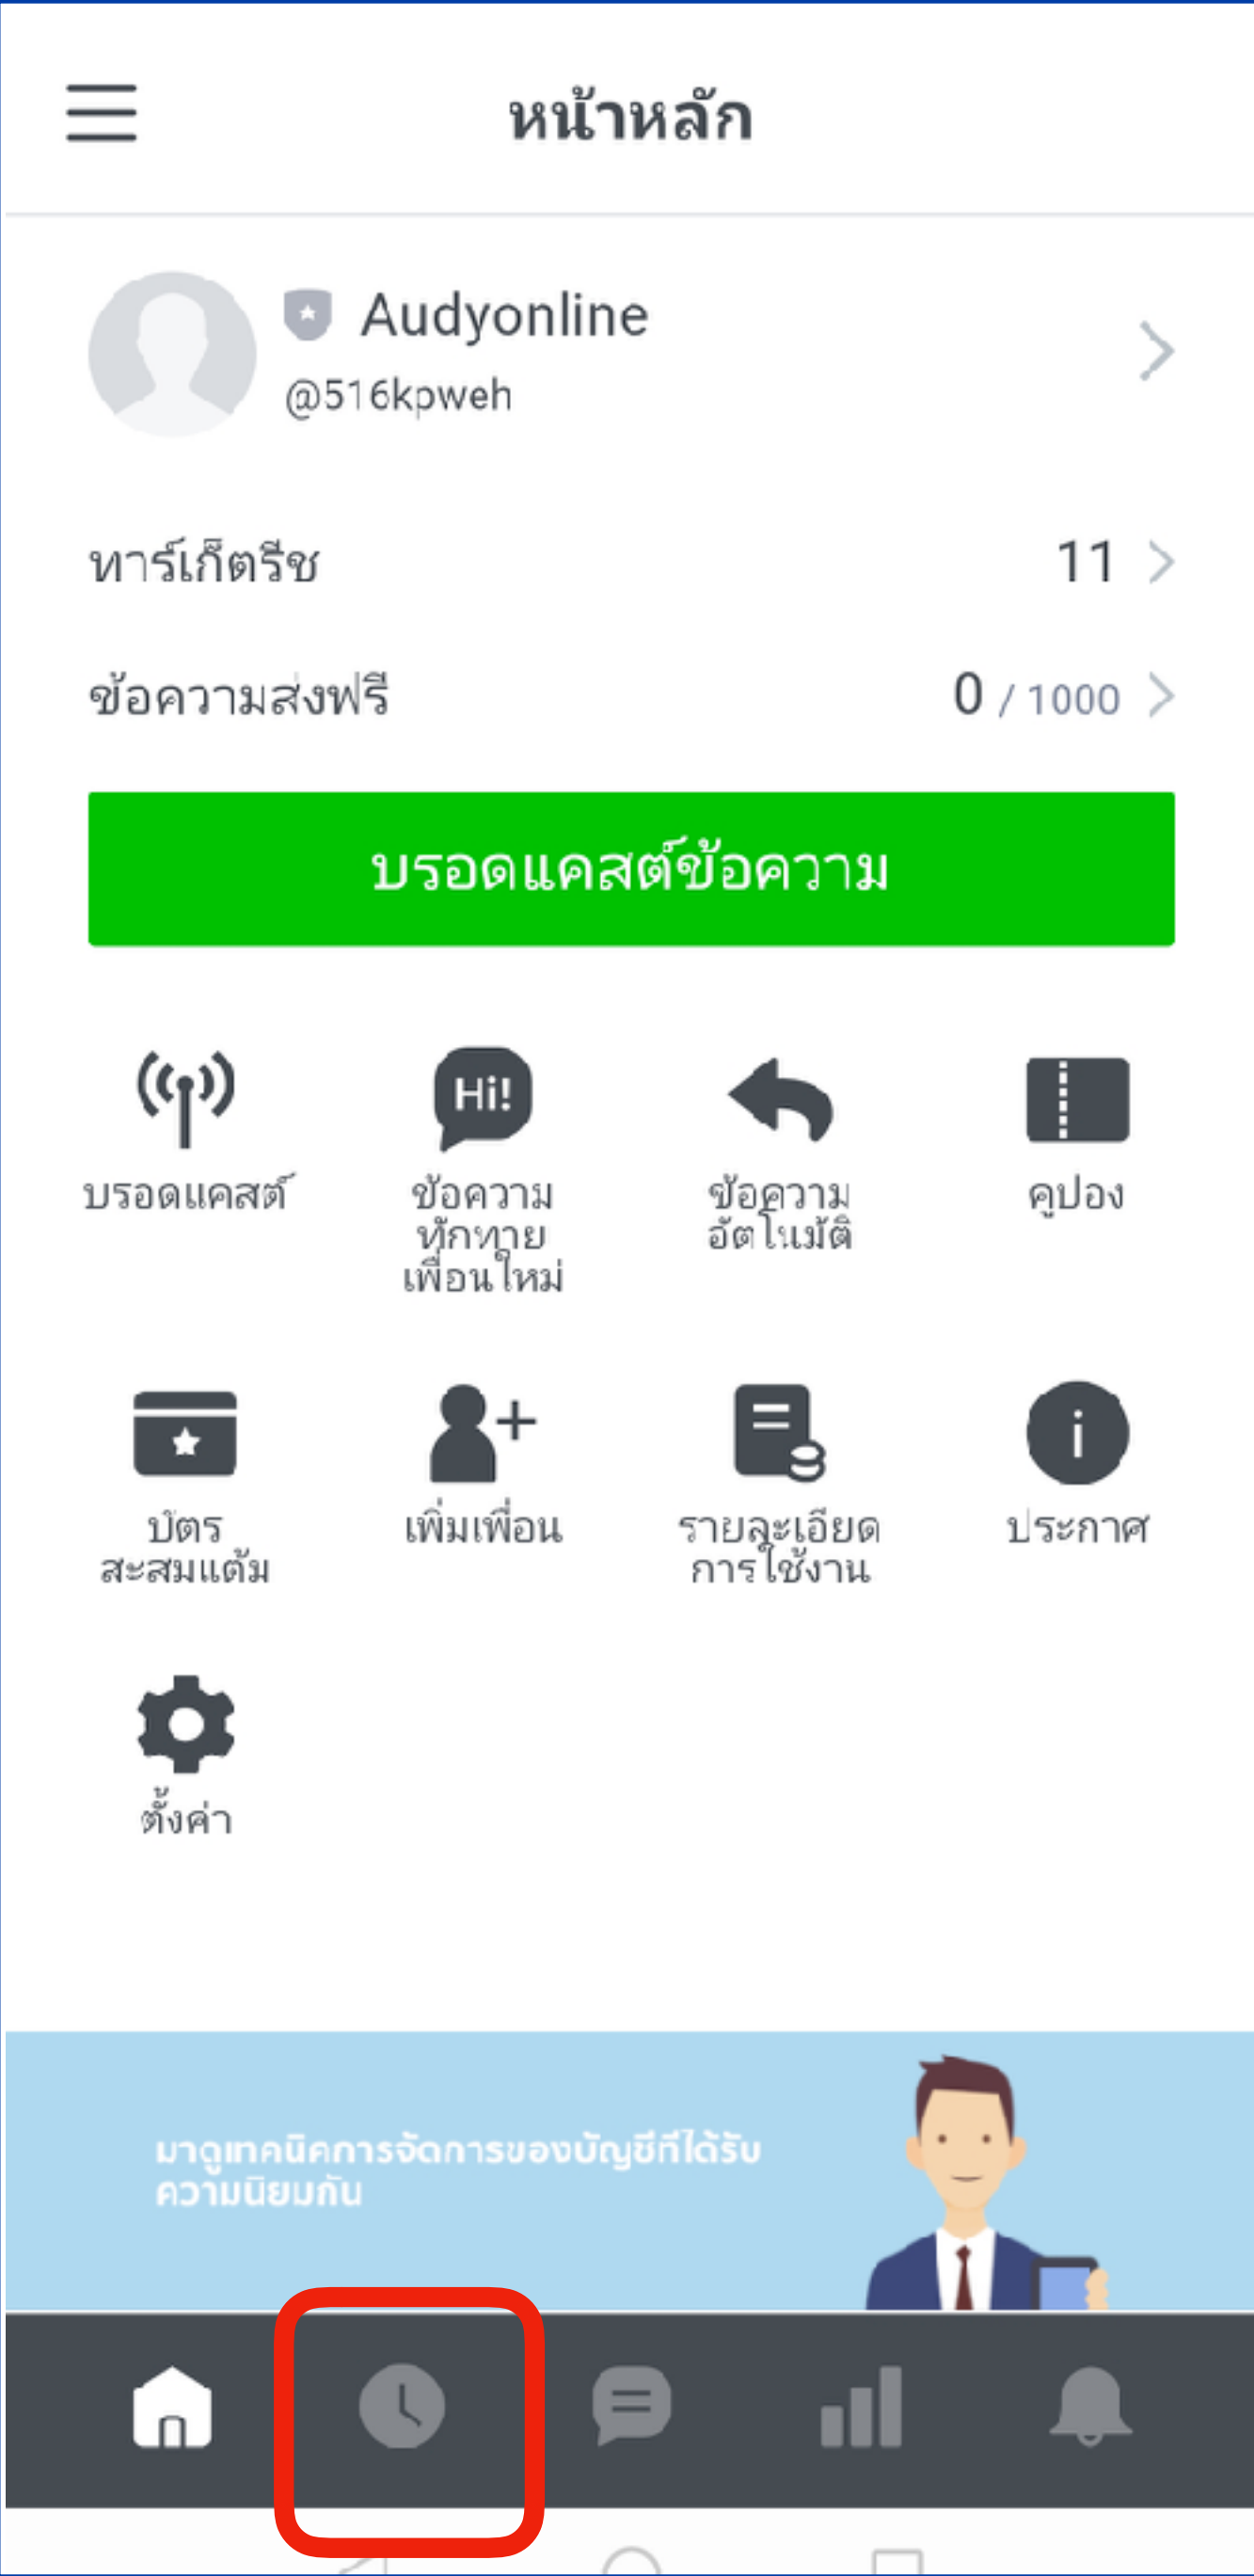 หน้าหลัก
Audyonline
@516kpweh
ทาร์เก็ตรีช 11
ข้อความส่งฟรี 0 / 1000
บรอดแคสต์ข้อความ
บรอดแคสต์
Hi!
ข้อความ
ทักทาย
เพื่อนใหม่
ข้อความ
อัตโนมัติ
คูปอง
บัตร
สะสมแต้ม
เพิ่มเพื่อน
รายละเอียด
การใช้งาน
i
ประกาศ
ตั้งค่า
มาดูเทคนิคการจัดการของบัญชีที่ได้รับ
ความนิยมกัน